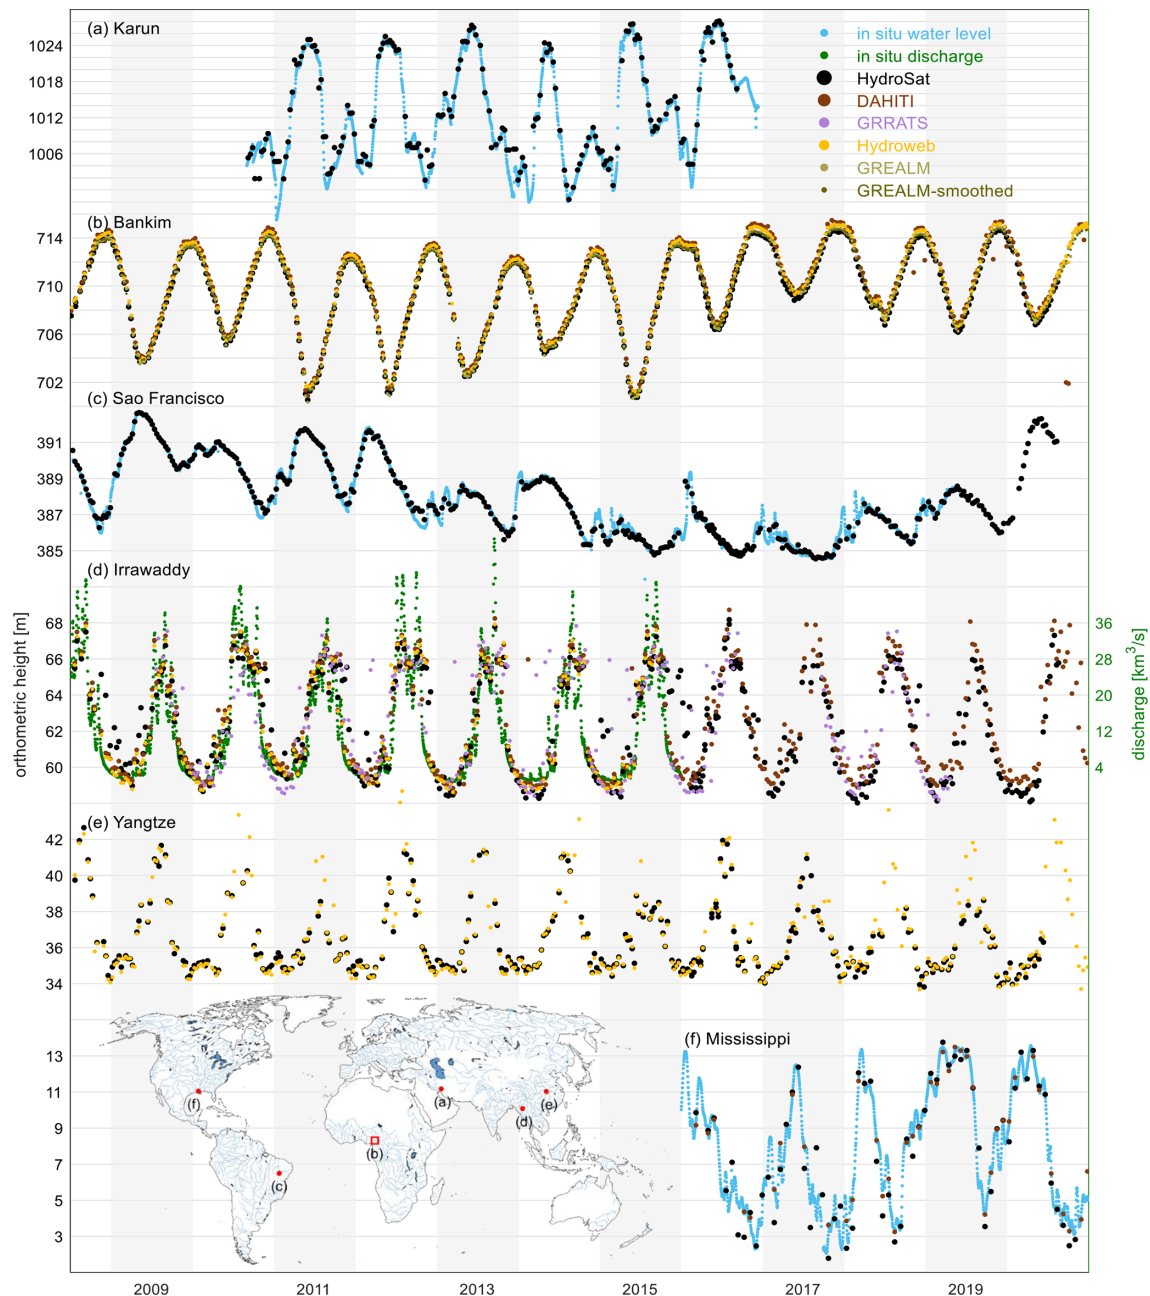 (a) Karun
1024
1018
1012
1006
in situ water level
in situ discharge
HydroSat
DAHITI
GRRATS
Hydroweb
GREALM
GREALM-smoothed
(b) Bankim
714
710
706
702
(c) Sao Francisco
391
389
387
385
(d) Irrawaddy
68
66
64
62
60
36
28
20
12
4
orthometric height [m]
discharge [km³/s]
(e) Yangtze
42
40
38
36
34
(f) Mississippi
13
11
9
7
5
3
(f)
(a)
(e)
(d)
(b)
(c)
2009
2011
2013
2015
2017
2019